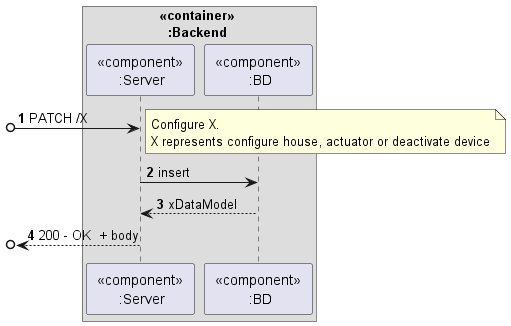 «container»
:Backend
«component»
:Server
«component»
:BD
1 PATCH /X
Configure X.
X represents configure house, actuator or deactivate device
2 insert
3 xDataModel
4 200 - OK + body
«component»
:Server
«component»
:BD